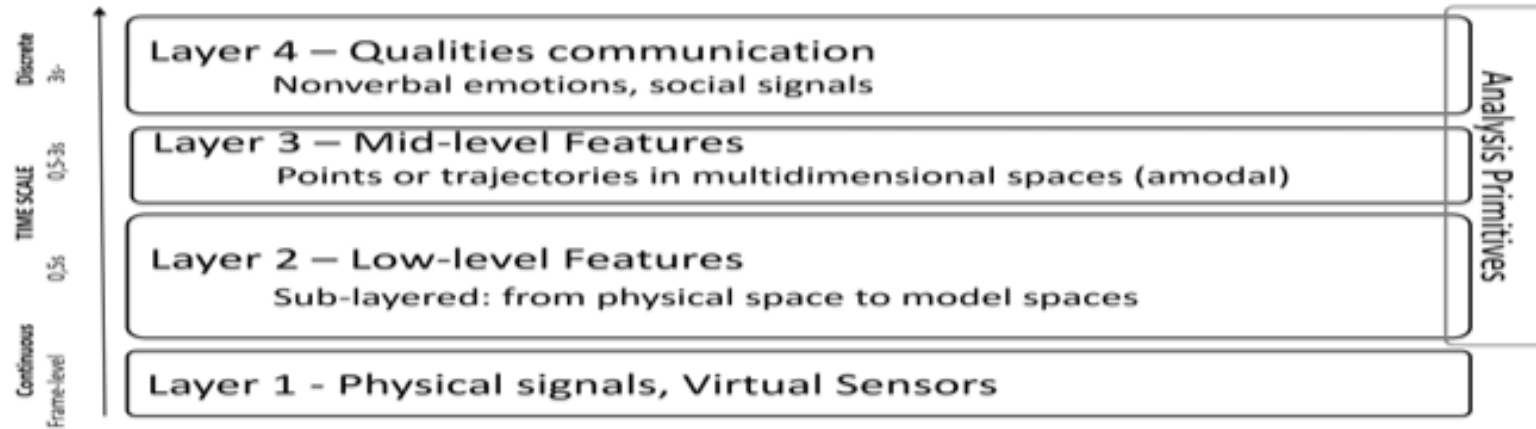 Layer 4 – Qualities communication
Nonverbal emotions, social signals
Layer 3 – Mid-level Features
Points or trajectories in multidimensional spaces (amodal)
Layer 2 – Low-level Features
Sub-layered: from physical space to model spaces
Layer 1 - Physical signals, Virtual Sensors
Discrete
3s-
TIME SCALE
0,5-3s
0,5s
Continuous
Frame-level
Analysis Primitives